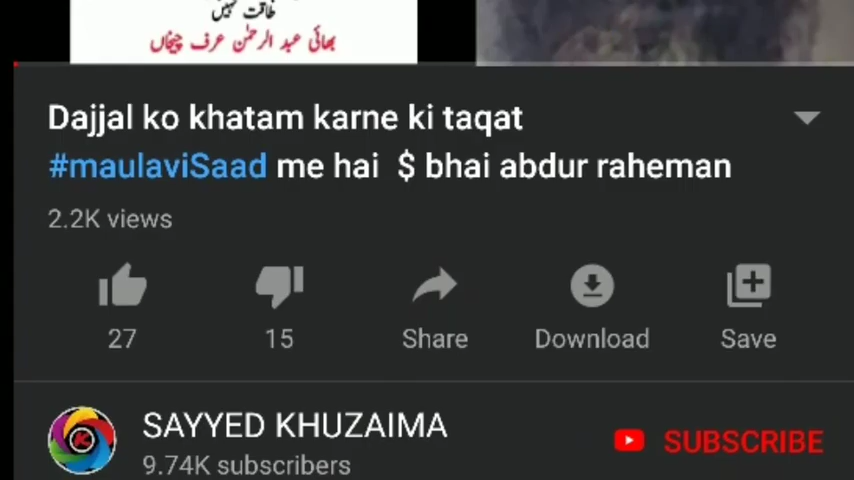 طاقت نہیں
بھائی عبد الرحمٰن عرف چیچاں
Dajjal ko khatam karne ki taqat
#maulaviSaad me hai $ bhai abdur raheman
2.2K views
27 15 Share Download Save
SAYYED KHUZAIMA
SUBSCRIBE
9.74K subscribers